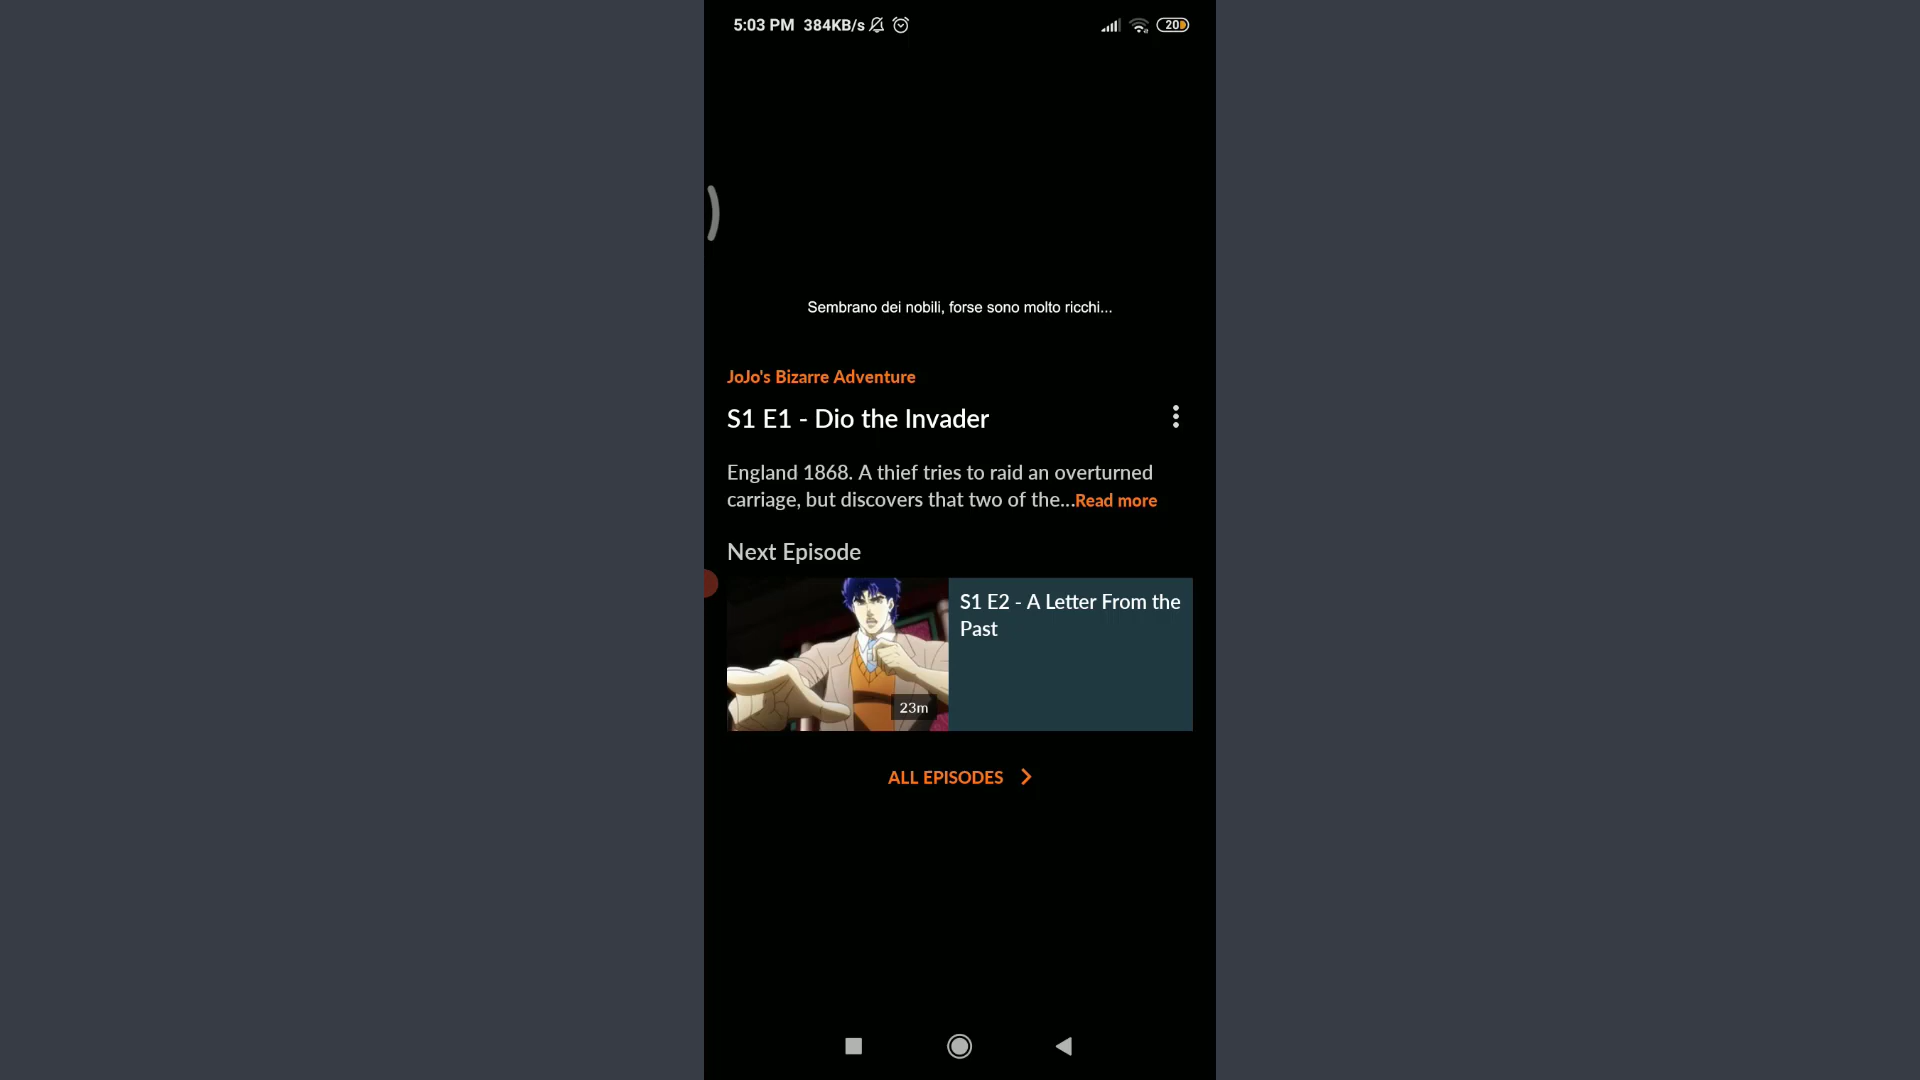 5:03 PM 384KB/s 20
Sembrano dei nobili, forse sono molto ricchi...
JoJo's Bizarre Adventure
S1 E1 - Dio the Invader
England 1868. A thief tries to raid an overturned
carriage, but discovers that two of the...Read more
Next Episode
S1 E2 - A Letter From the
Past
23m
ALL EPISODES